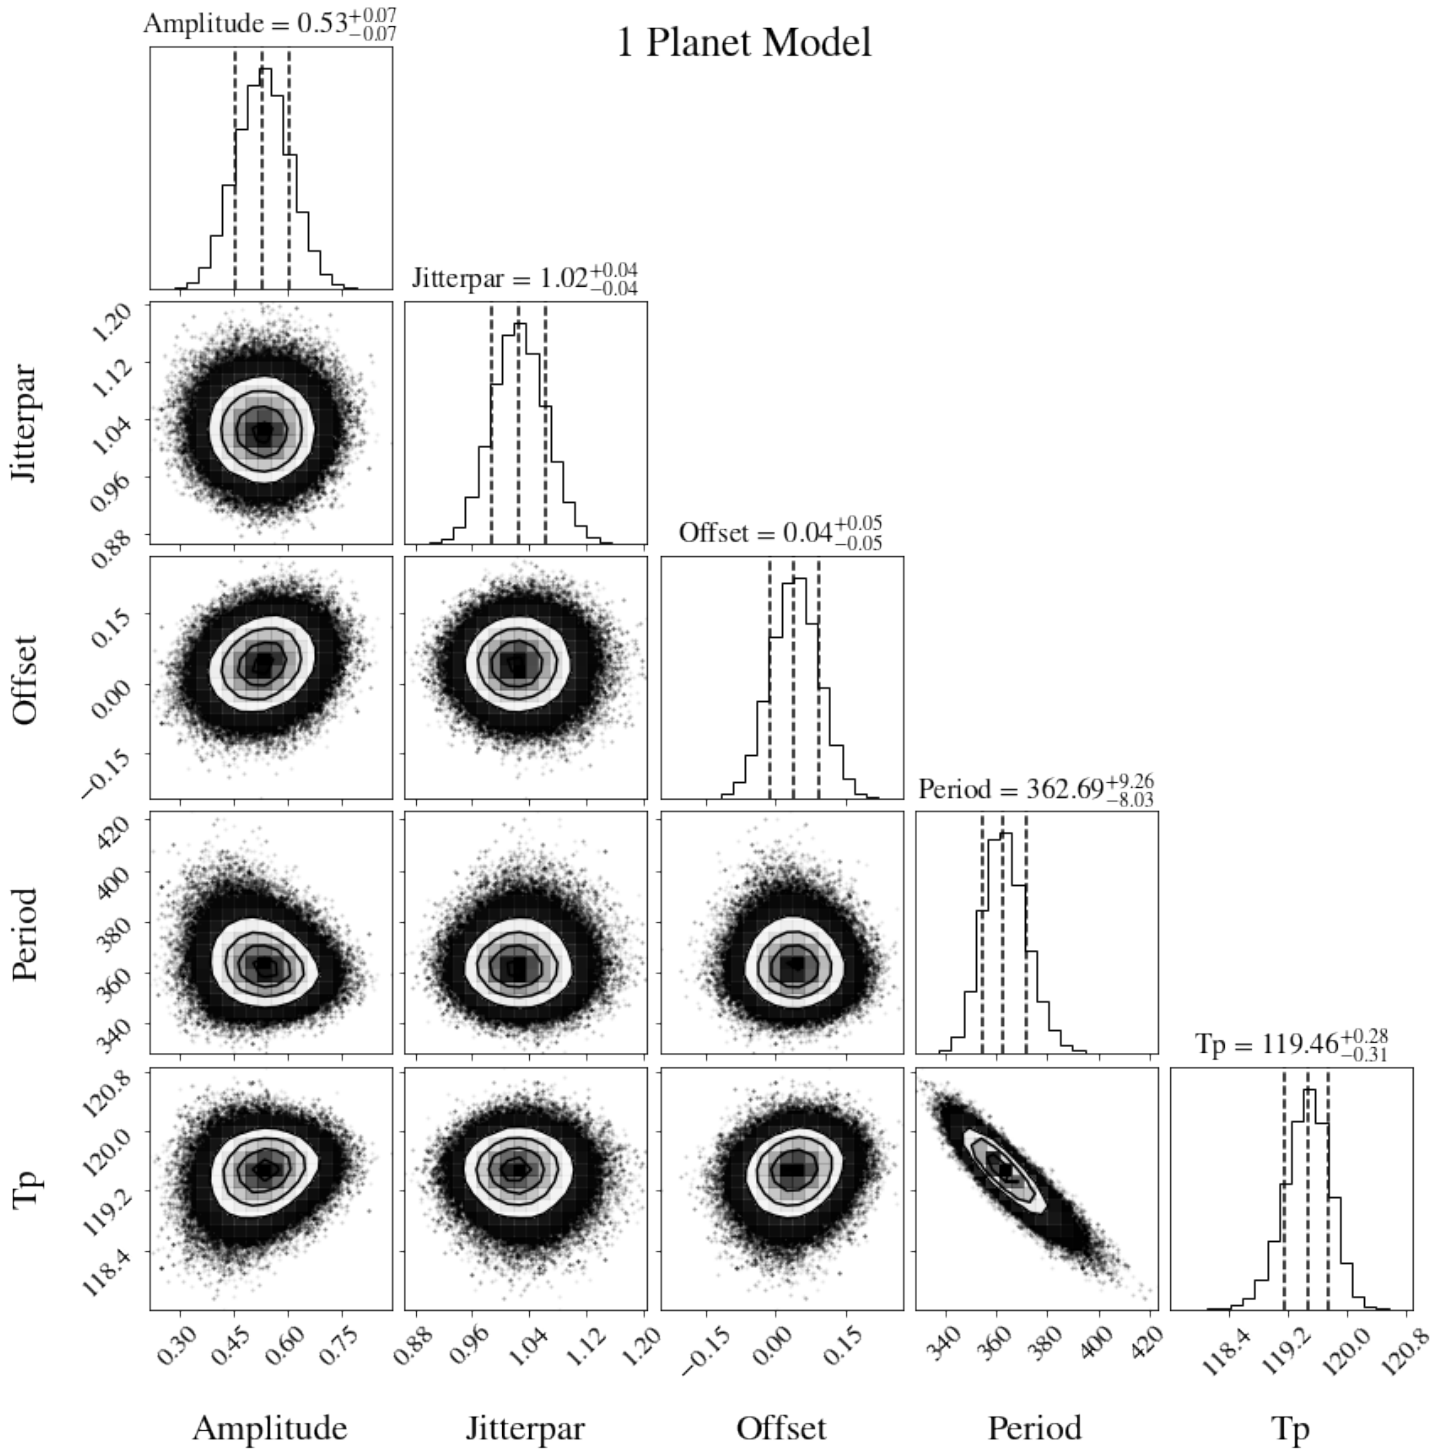 1 Planet Model
Amplitude = 0.53+0.07−0.07
Jitterpar = 1.02+0.04−0.04
1.20
1.12
1.04
0.96
0.88
Jitterpar
Offset = 0.04+0.05−0.05
0.15
0.00
−0.15
Offset
Period = 362.69+9.26−8.03
420
400
380
360
340
Period
Tp = 119.46+0.28−0.31
120.8
120.0
119.2
118.4
Tp
0.30 0.45 0.60 0.75
0.88 0.96 1.04 1.12 1.20
−0.15 0.00 0.15
340 360 380 400 420
118.4 119.2 120.0 120.8
Amplitude Jitterpar Offset Period Tp